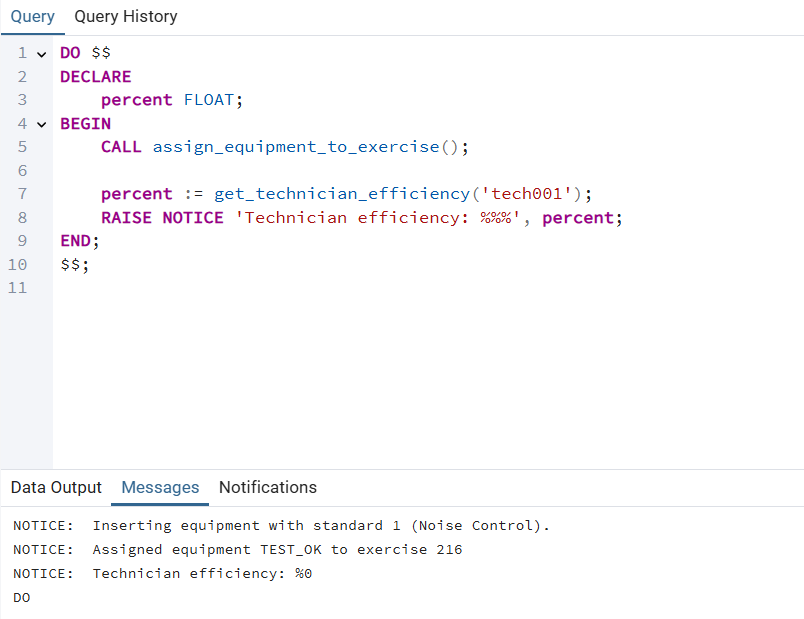 Query Query History
1 DO $$
2 DECLARE
3 percent FLOAT;
4 BEGIN
5 CALL assign_equipment_to_exercise();
6
7 percent := get_technician_efficiency('tech001');
8 RAISE NOTICE 'Technician efficiency: %%%', percent;
9 END;
10 $$;
11
Data Output Messages Notifications
NOTICE: Inserting equipment with standard 1 (Noise Control).
NOTICE: Assigned equipment TEST_OK to exercise 216
NOTICE: Technician efficiency: %0
DO